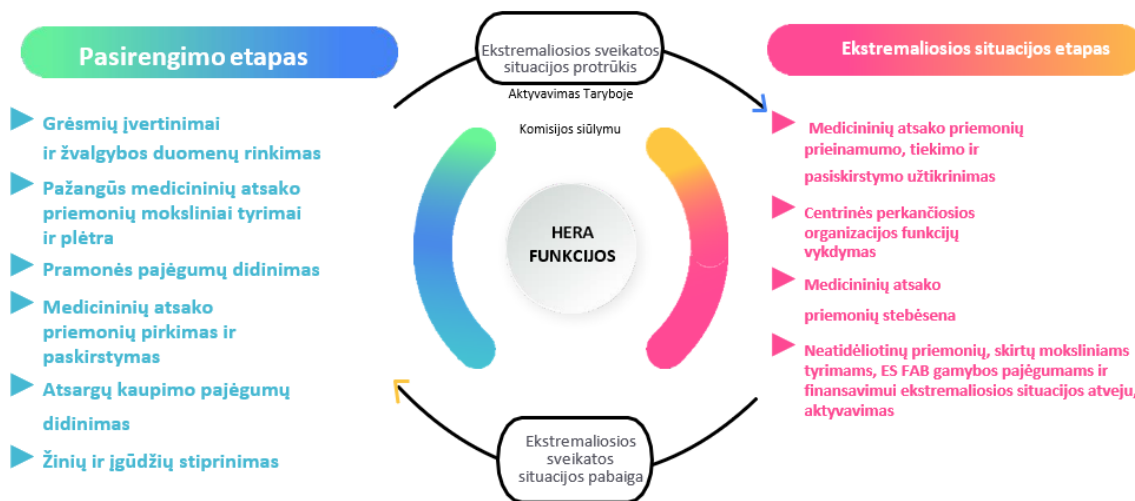 Pasirengimo etapas
Grėsmių įvertinimai
ir žvalgybos duomenų rinkimas
Pažangūs medicininių atsako
priemonių moksliniai tyrimai
ir plėtra
Pramonės pajėgumų didinimas
Medicininių atsako
priemonių pirkimas ir
paskirstymas
Atsargų kaupimo pajėgumų
didinimas
Žinių ir įgūdžių stiprinimas
Ekstremaliosios sveikatos
situacijos protrūkis
Aktyvavimas Taryboje
Komisijos siūlymu
HERA
FUNKCIJOS
Ekstremaliosios
sveikatos
situacijos pabaiga
Ekstremaliosios situacijos etapas
Medicininių atsako priemonių
prieinamumo, tiekimo ir
pasiskirstymo užtikrinimas
Centrinės perkančiosios
organizacijos funkcijų
vykdymas
Medicininių atsako
priemonių stebėsena
Neatidėliotinų priemonių, skirtų moksliniams
tyrimams, ES FAB gamybos pajėgumams ir
finansavimui ekstremaliosios situacijos atveju,
aktyvavimas